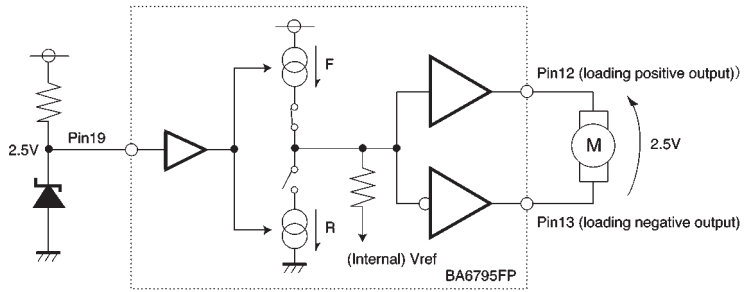 F
Pin12 (loading positive output))
Pin19
2.5V
M
2.5V
R
Pin13 (loading negative output)
(Internal) Vref
BA6795FP